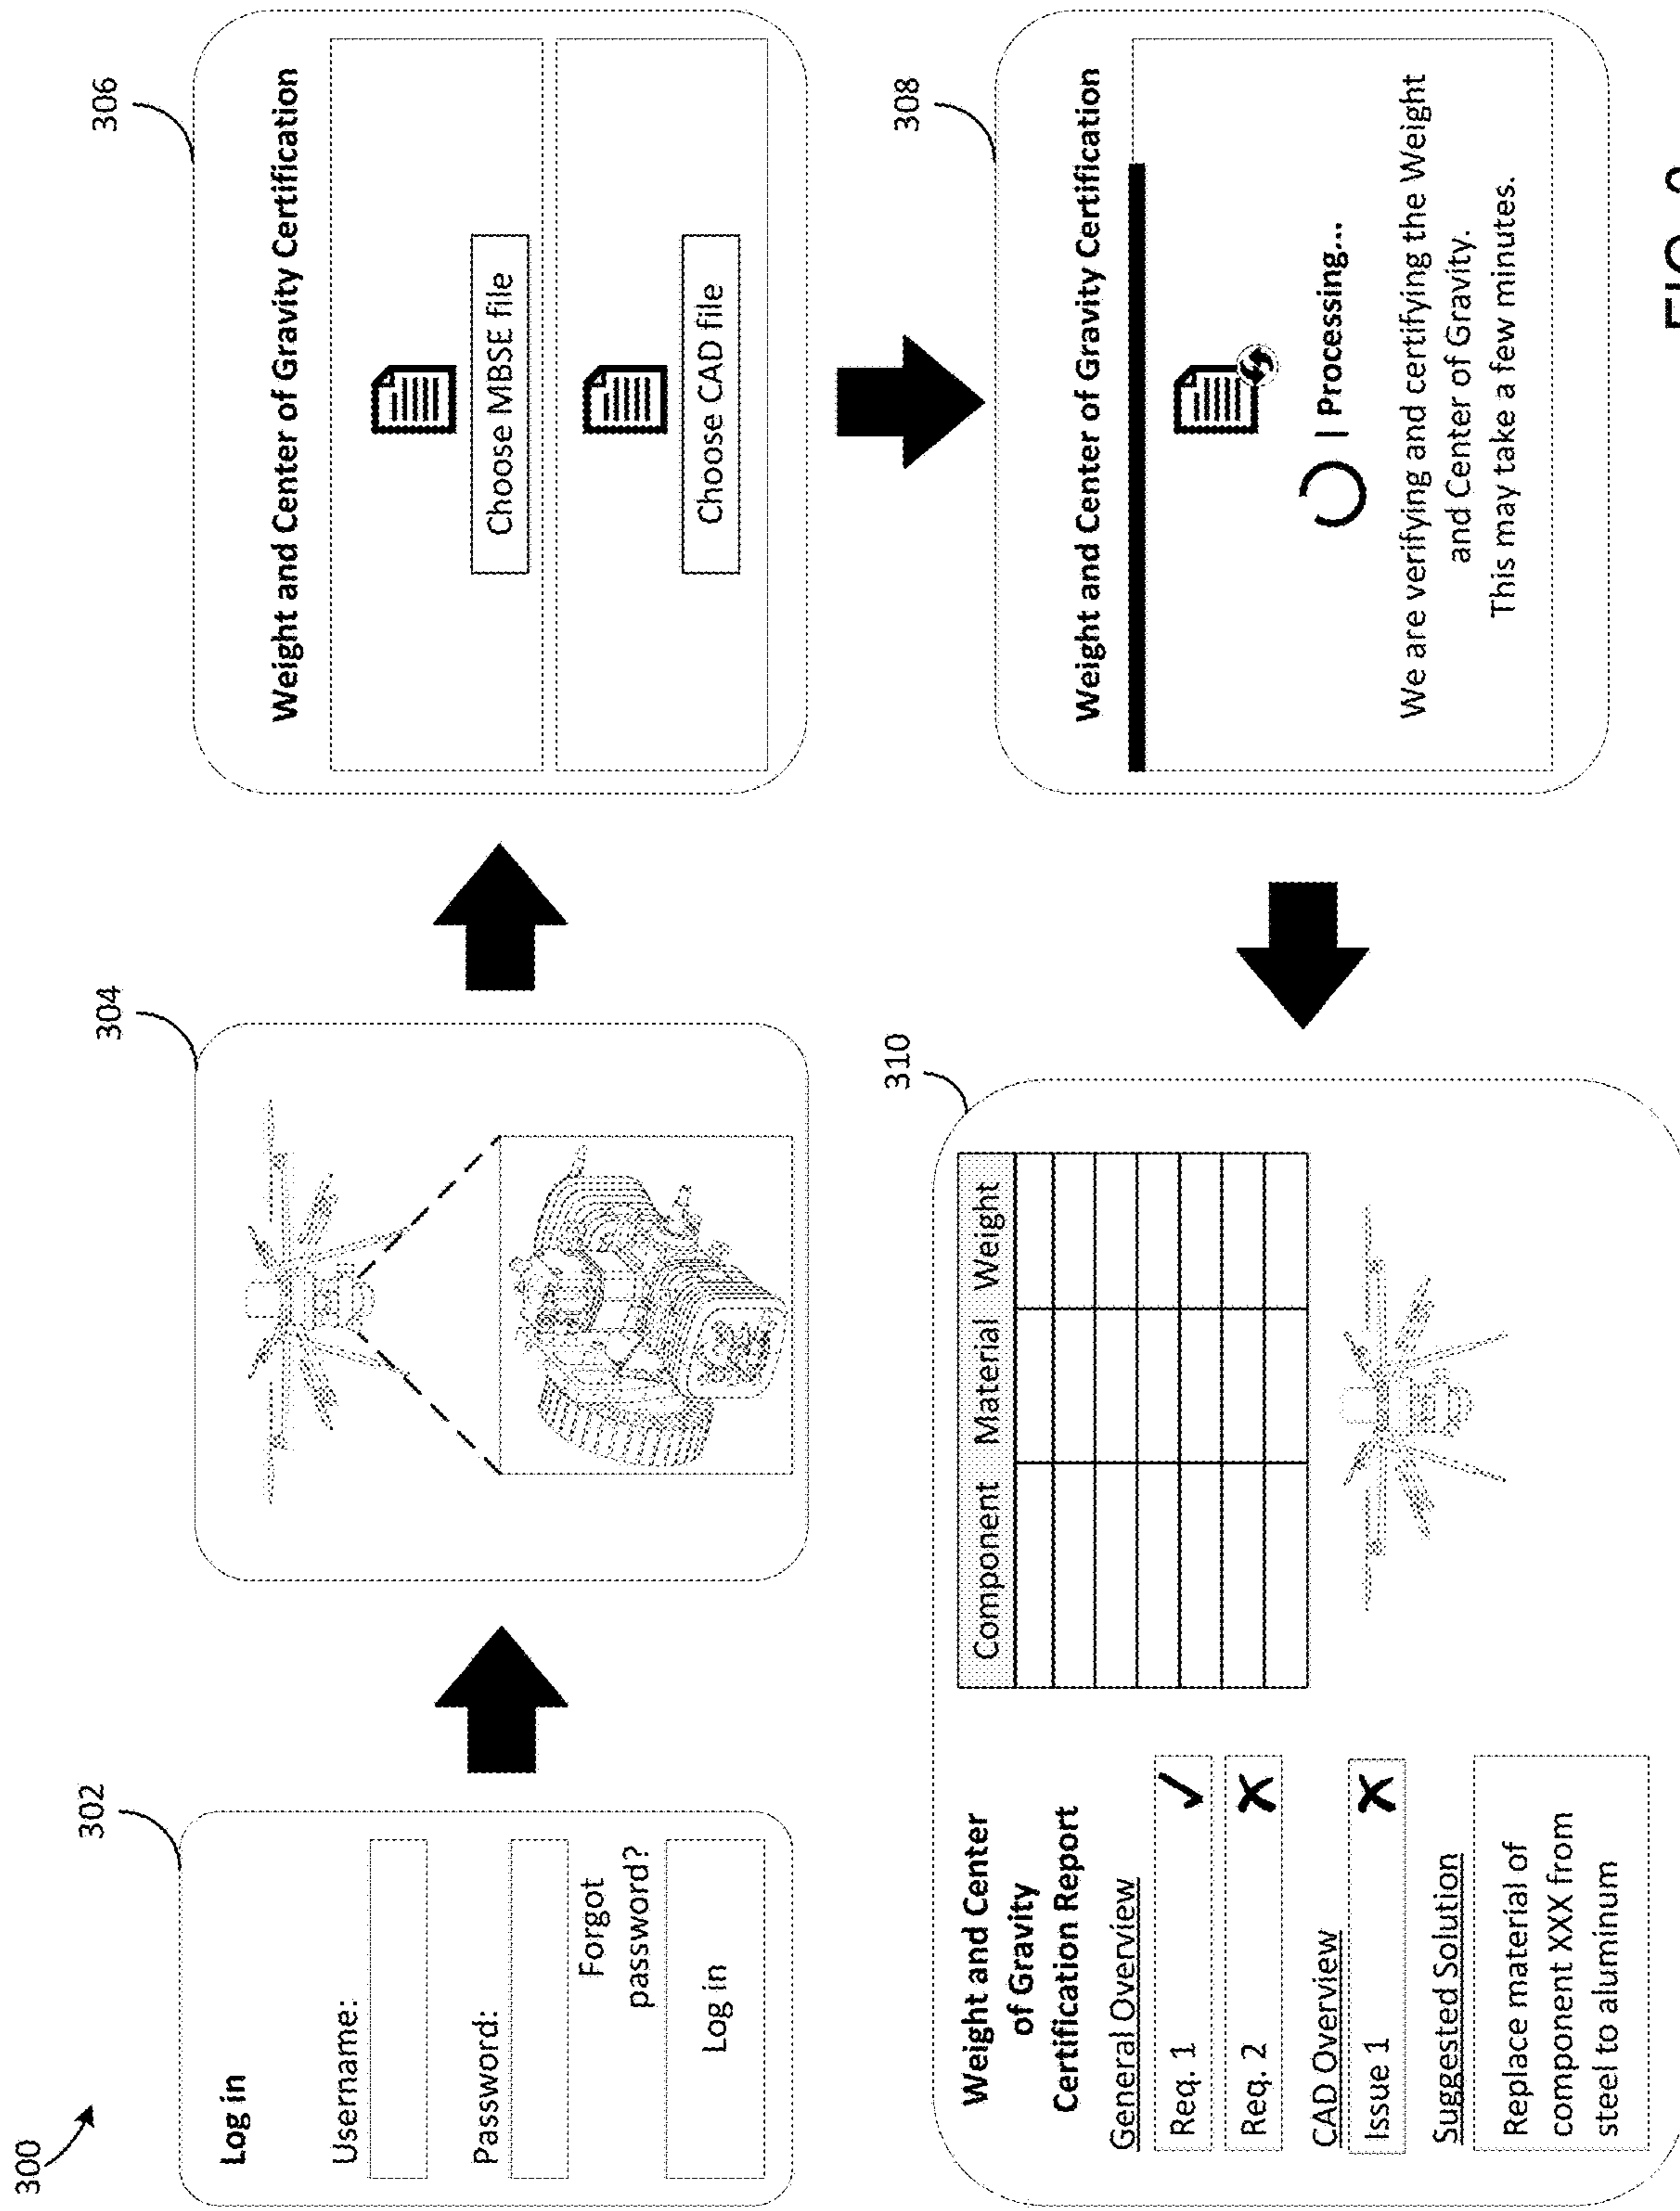 300
302
Log in
Username:
Password:
Forgot
password?
Log in
304
306
Weight and Center of Gravity Certification
Choose MBSE file
Choose CAD file
308
Weight and Center of Gravity Certification
| Processing...
We are verifying and certifying the Weight
and Center of Gravity.
This may take a few minutes.
310
Weight and Center
of Gravity
Certification Report
General Overview
Req. 1
Req. 2
CAD Overview
Issue 1
Suggested Solution
Replace material of
component XXX from
steel to aluminum
Component Material Weight
FIG.